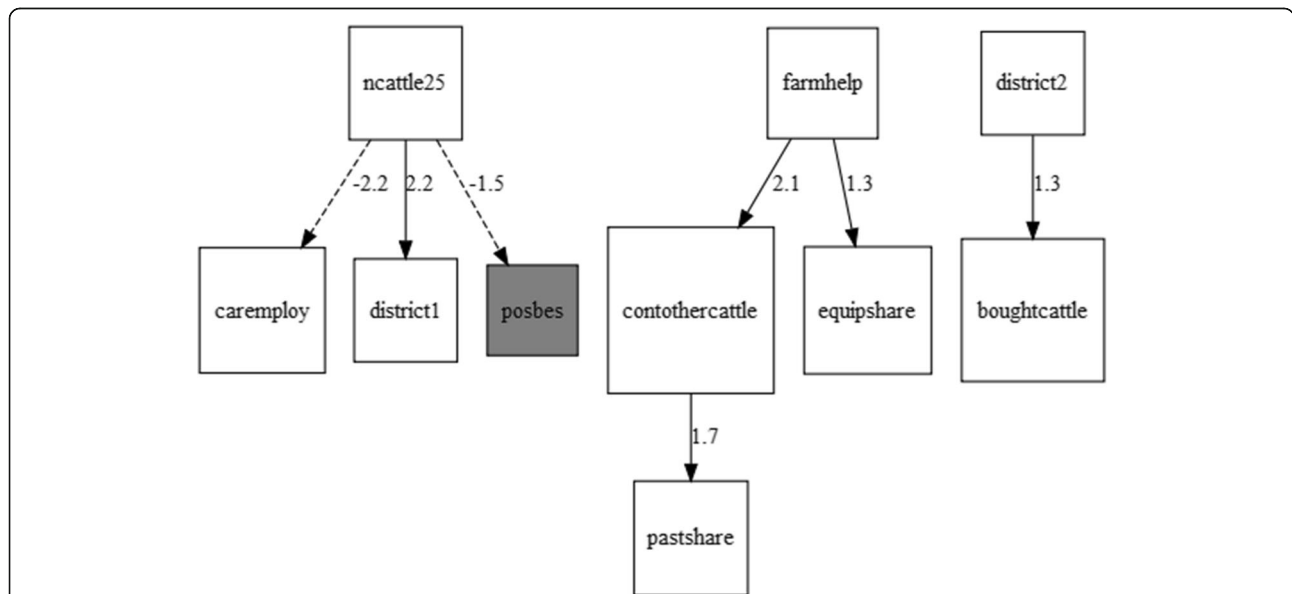 ncattle25
farmhelp
district2
-2.2
2.2
-1.5
2.1
1.3
1.3
caremploy
district1
posbes
contothercattle
equipshare
boughtcattle
1.7
pastshare